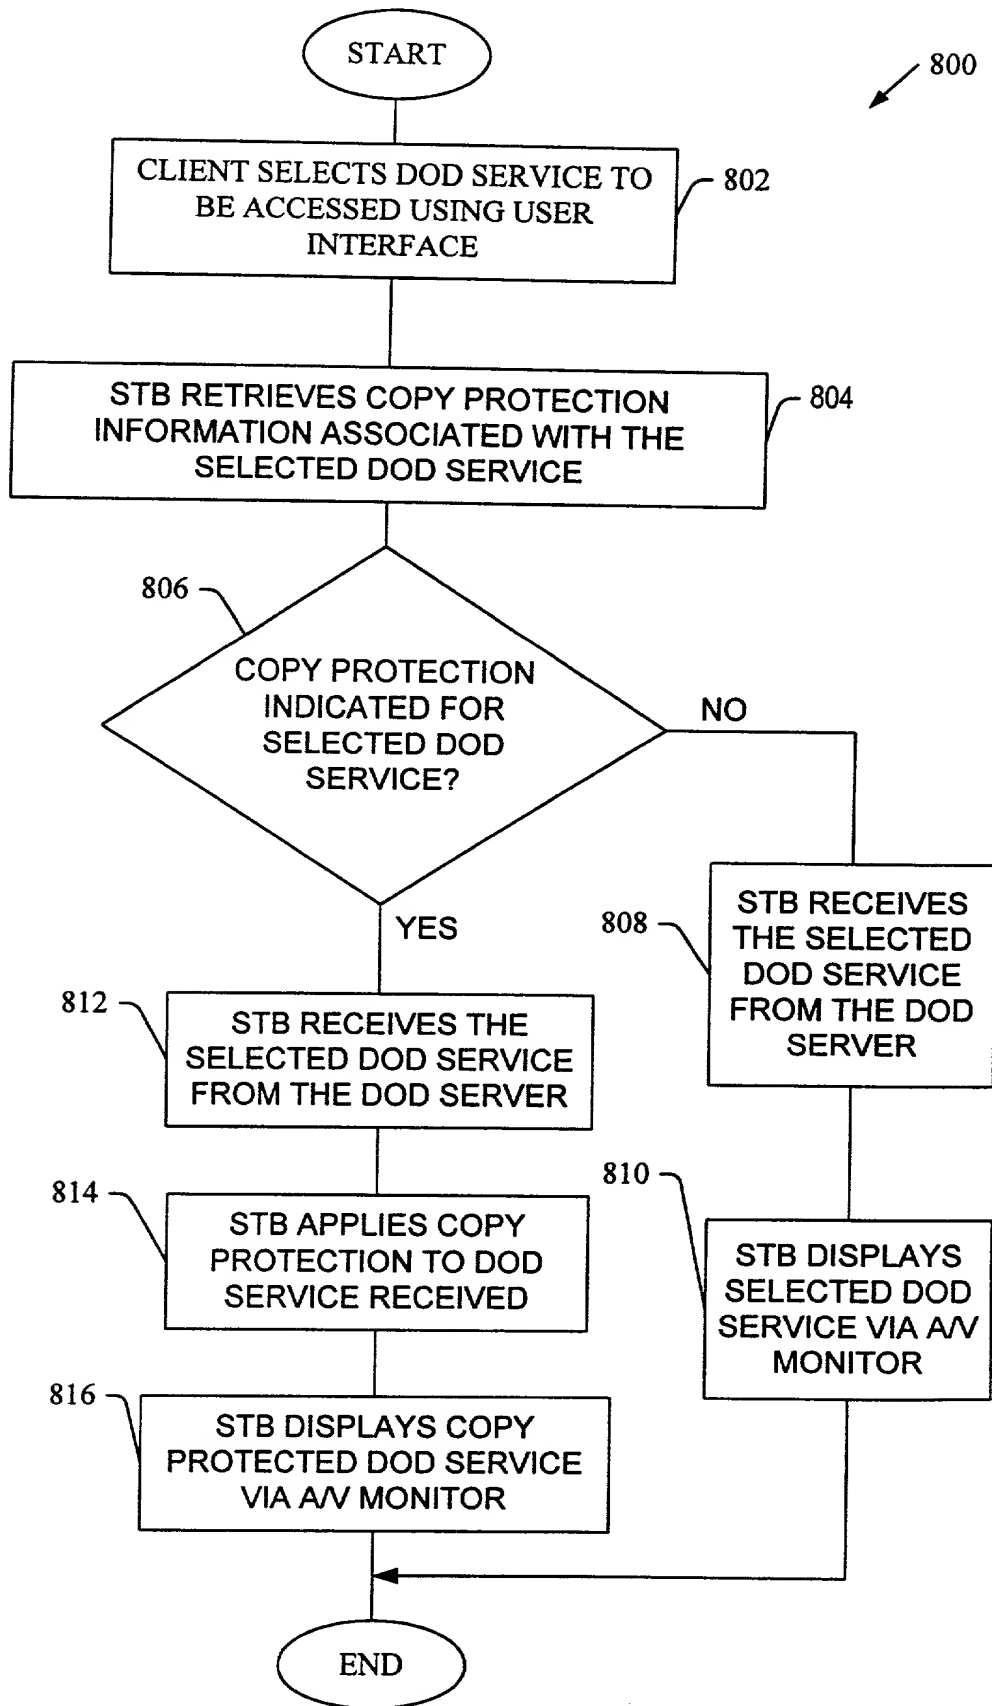 START
800
CLIENT SELECTS DOD SERVICE TO
BE ACCESSED USING USER
INTERFACE
802
STB RETRIEVES COPY PROTECTION
INFORMATION ASSOCIATED WITH THE
SELECTED DOD SERVICE
804
806
COPY PROTECTION
INDICATED FOR
SELECTED DOD
SERVICE?
NO
YES
808
STB RECEIVES
THE SELECTED
DOD SERVICE
FROM THE DOD
SERVER
812
STB RECEIVES THE
SELECTED DOD SERVICE
FROM THE DOD SERVER
810
STB DISPLAYS
SELECTED DOD
SERVICE VIA A/V
MONITOR
814
STB APPLIES COPY
PROTECTION TO DOD
SERVICE RECEIVED
816
STB DISPLAYS COPY
PROTECTED DOD SERVICE
VIA A/V MONITOR
END